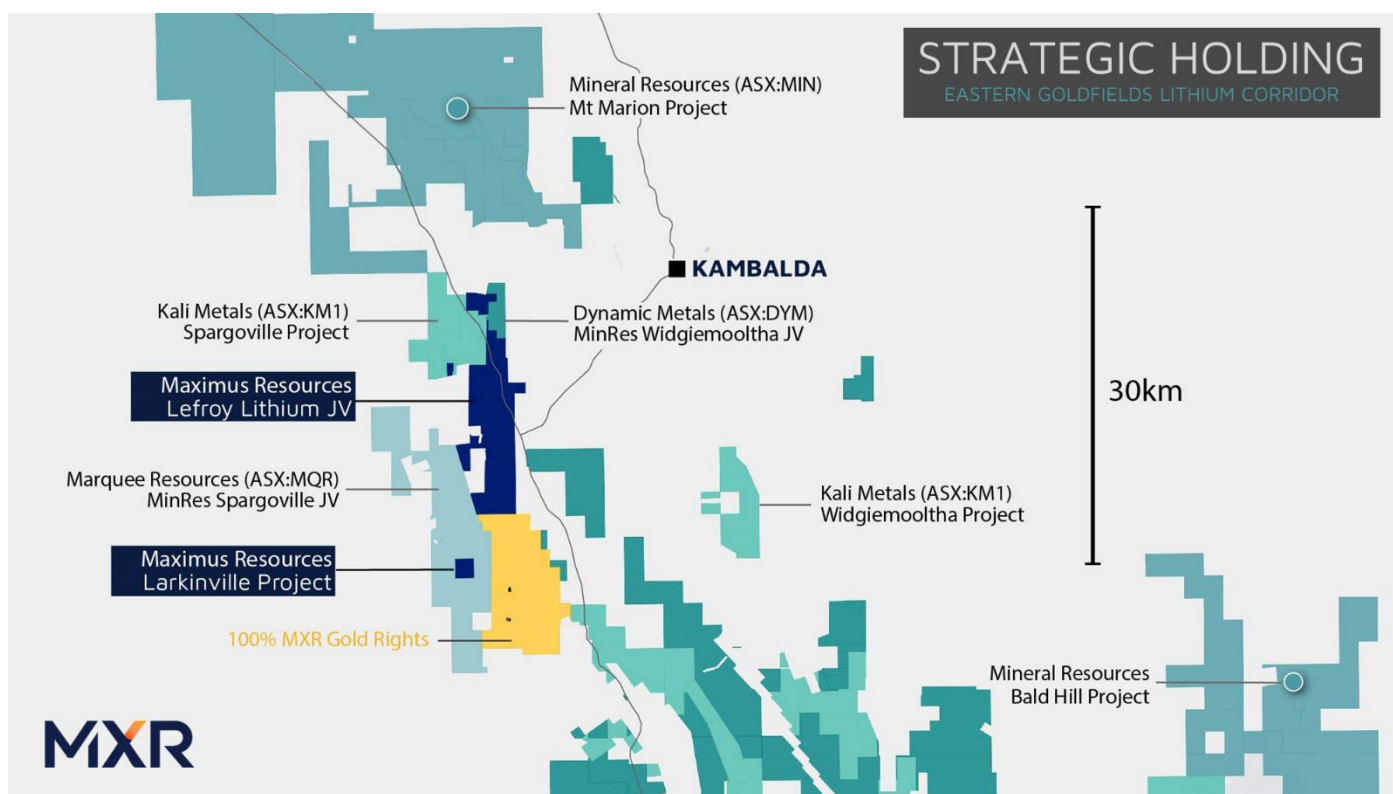 STRATEGIC HOLDING
EASTERN GOLDFIELDS LITHIUM CORRIDOR
Mineral Resources (ASX:MIN)
Mt Marion Project
KAMBALDA
Kali Metals (ASX:KM1)
Spargoville Project
Dynamic Metals (ASX:DYM)
MinRes Widgiemooltha JV
Maximus Resources
Lefroy Lithium JV
30km
Marquee Resources (ASX:MQR)
MinRes Spargoville JV
Kali Metals (ASX:KM1)
Widgiemooltha Project
Maximus Resources
Larkinville Project
100% MXR Gold Rights
Mineral Resources
Bald Hill Project
MXR